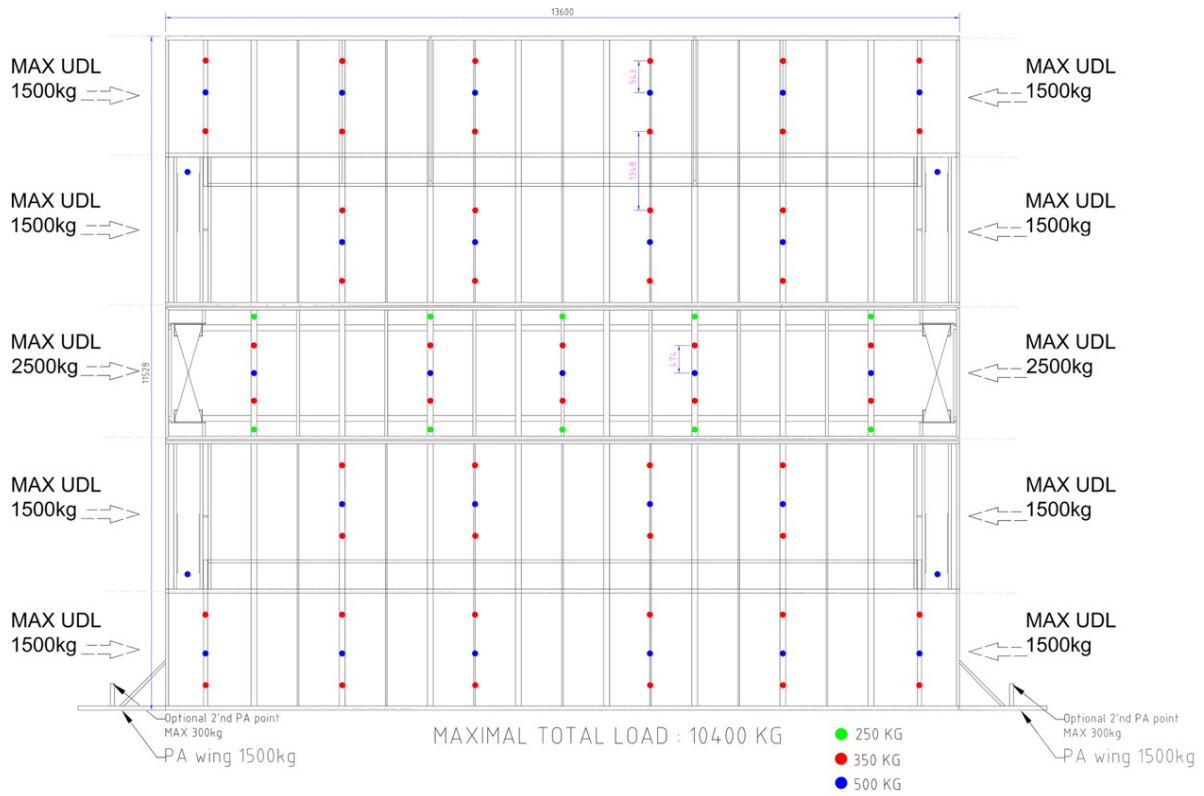 13600
MAX UDL
1500kg
MAX UDL
1500kg
543
1348
MAX UDL
1500kg
MAX UDL
1500kg
MAX UDL
2500kg
11528
474
MAX UDL
2500kg
MAX UDL
1500kg
MAX UDL
1500kg
MAX UDL
1500kg
MAX UDL
1500kg
Optional 2'nd PA point
MAX 300kg
PA wing 1500kg
MAXIMAL TOTAL LOAD : 10400 KG
250 KG
350 KG
500 KG
Optional 2'nd PA point
MAX 300kg
PA wing 1500kg